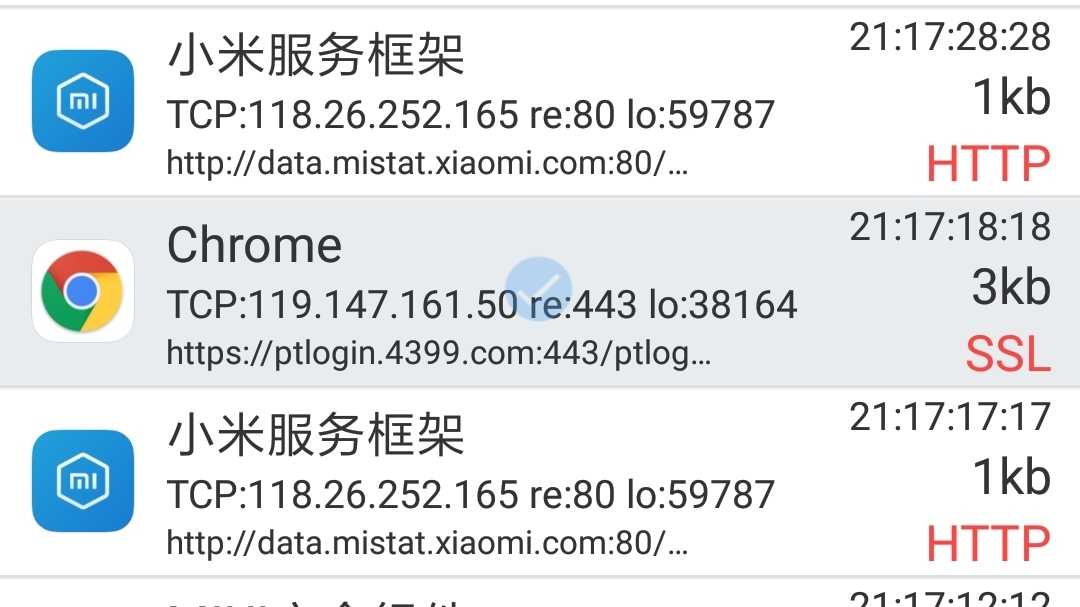 小米服务框架
21:17:28:28
TCP:118.26.252.165 re:80 lo:59787
1kb
http://data.mistat.xiaomi.com:80/...
HTTP
Chrome
21:17:18:18
TCP:119.147.161.50 re:443 lo:38164
3kb
https://ptlogin.4399.com:443/ptlog...
SSL
小米服务框架
21:17:17:17
TCP:118.26.252.165 re:80 lo:59787
1kb
http://data.mistat.xiaomi.com:80/...
HTTP
21:17:12:12